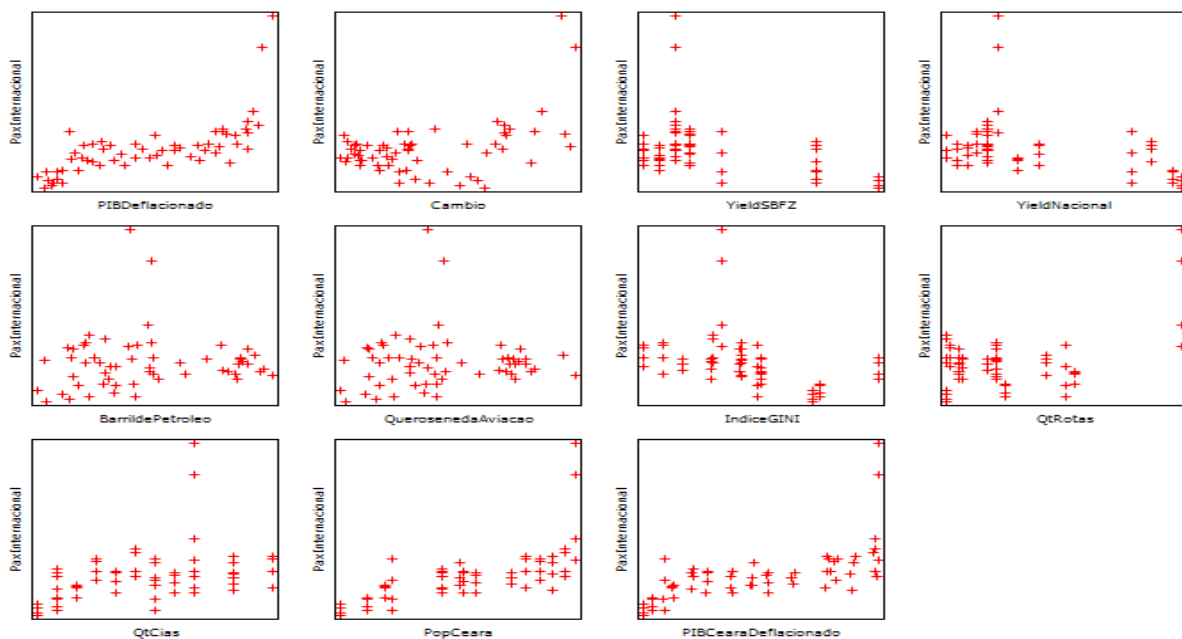 PaxInternacional
PIBDeflacionado
PaxInternacional
Cambio
PaxInternacional
YieldSBFZ
PaxInternacional
YieldNacional
PaxInternacional
BarrildePetroleo
PaxInternacional
QuerosenedaAviacao
PaxInternacional
IndiceGINI
PaxInternacional
QtRotas
PaxInternacional
QtCias
PaxInternacional
PopCeara
PaxInternacional
PIBCearaDeflacionado